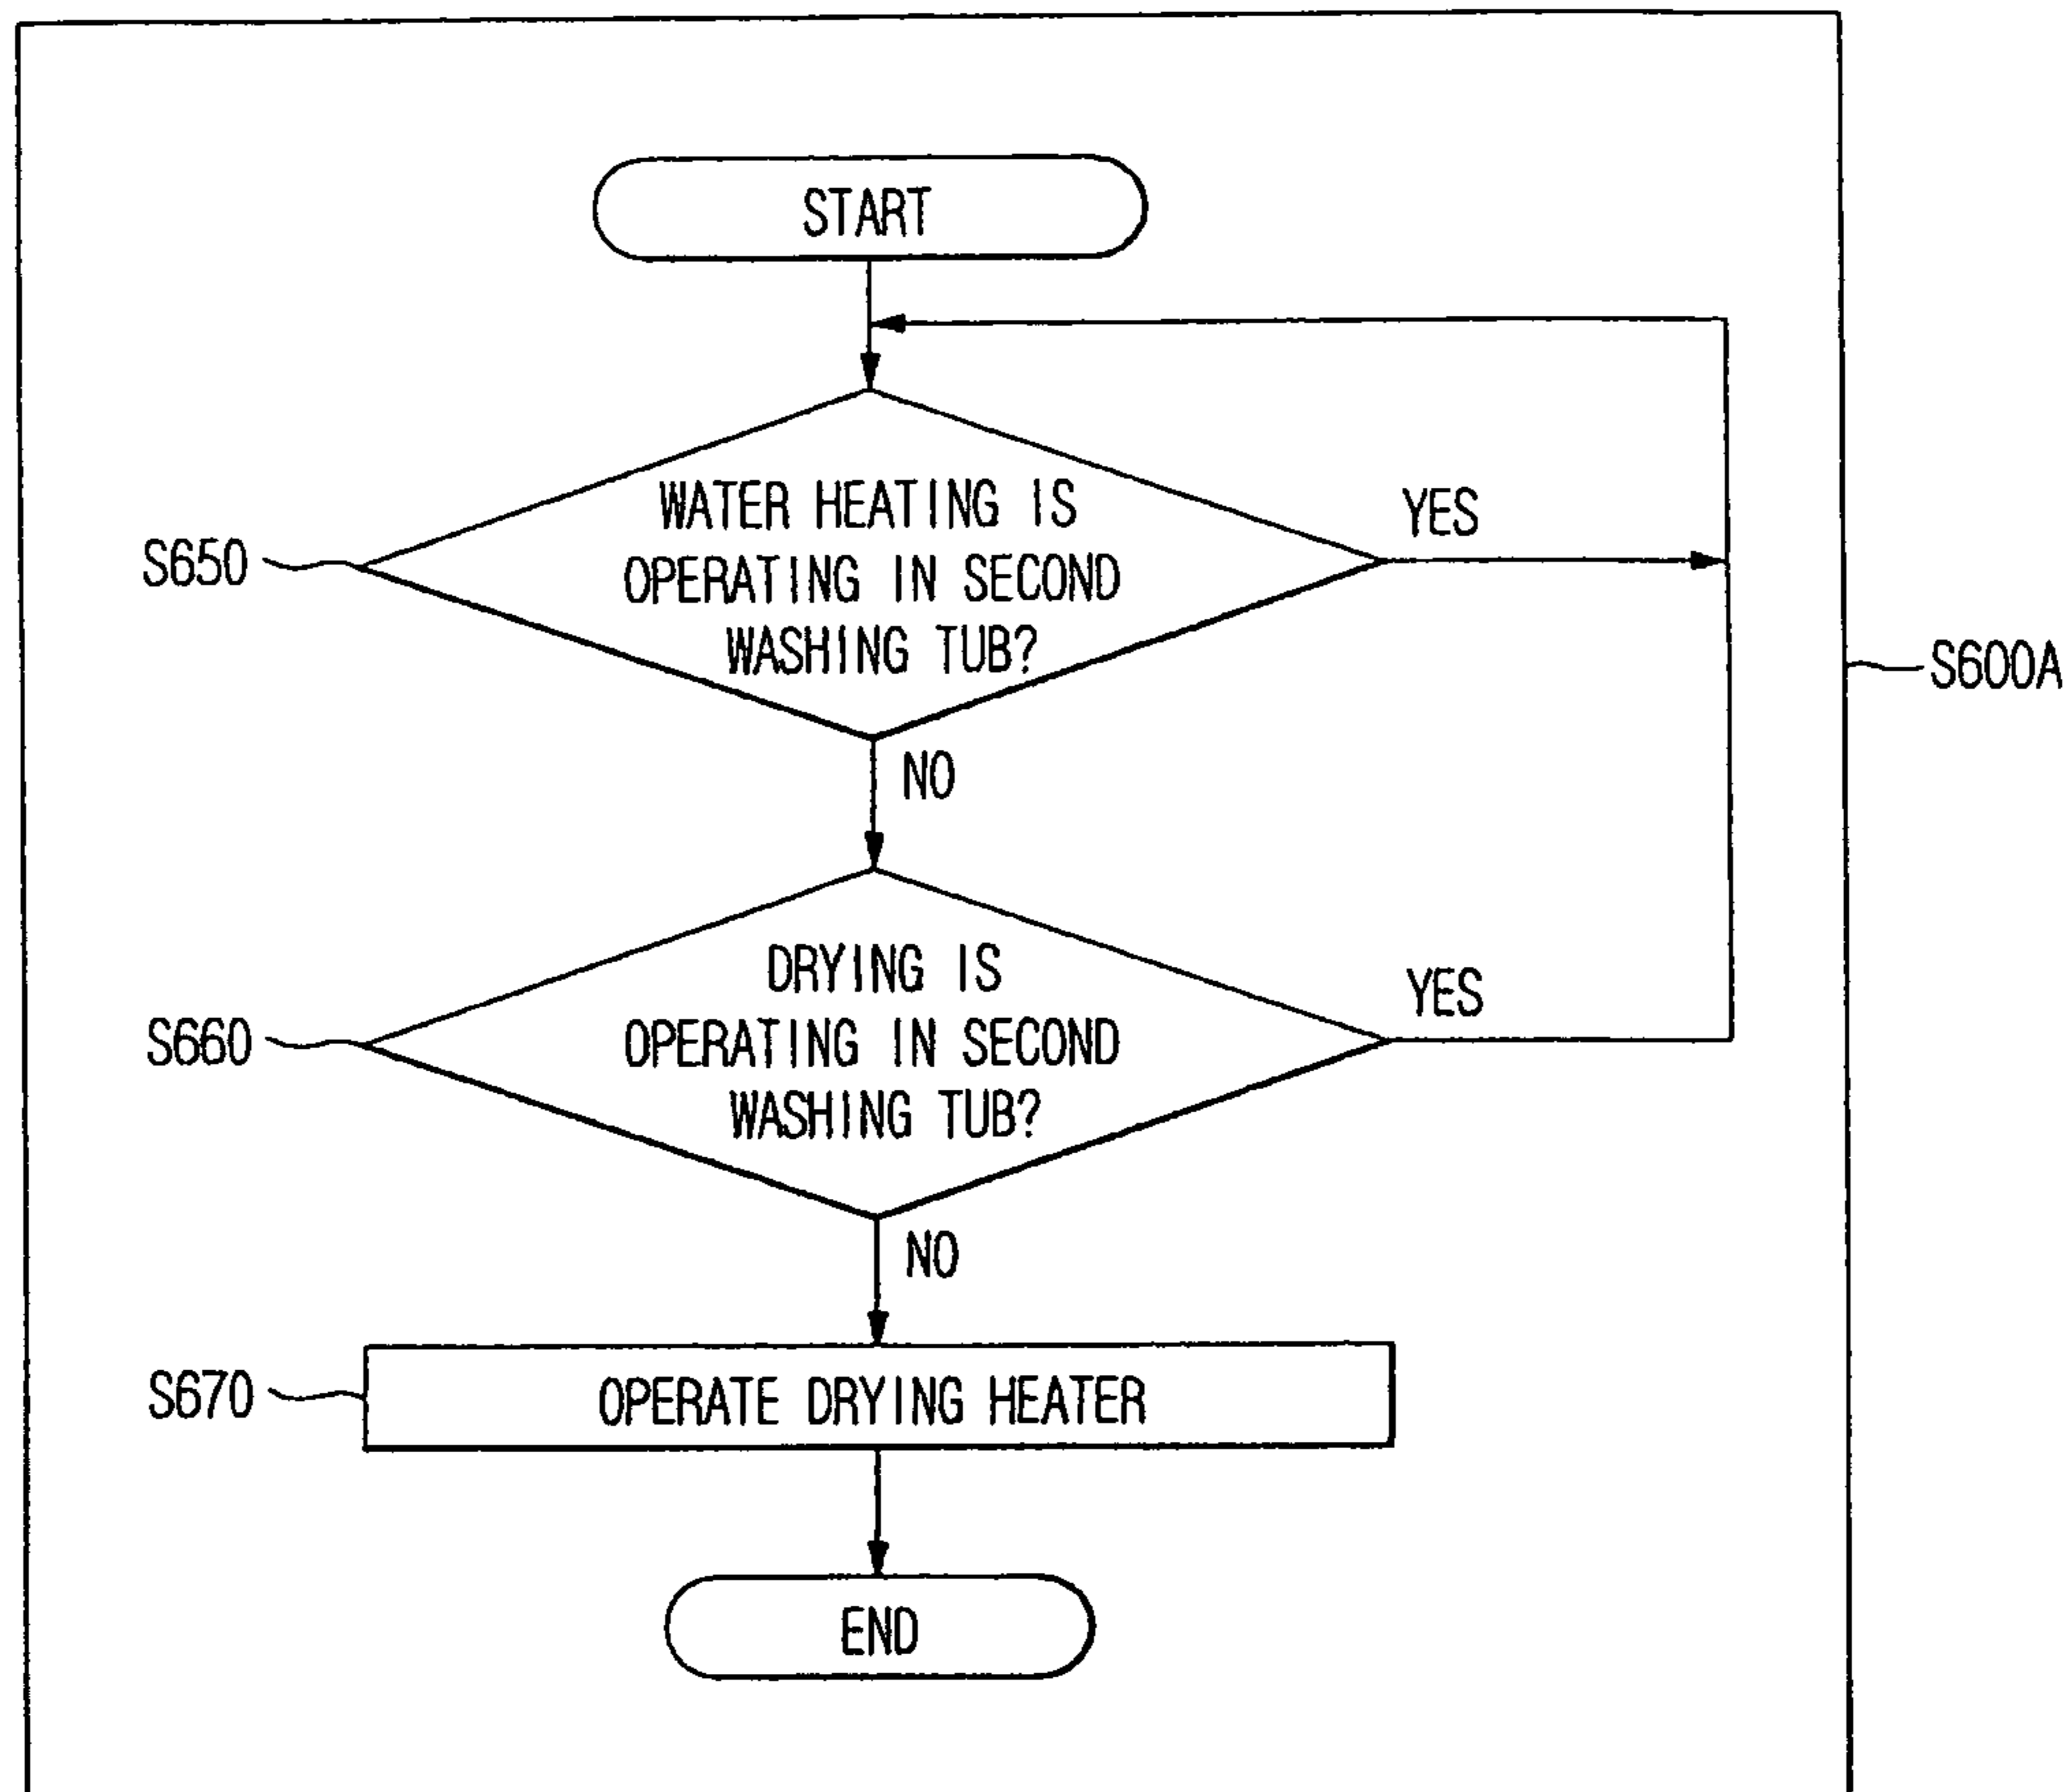 START
WATER HEATING IS
OPERATING IN SECOND
WASHING TUB?
YES
S650
S600A
NO
DRYING IS
OPERATING IN SECOND
WASHING TUB?
YES
S660
NO
S670
OPERATE DRYING HEATER
END